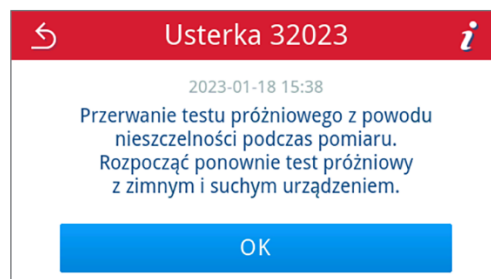 Usterka 32023
2023-01-18 15:38
Przerwanie testu próżniowego z powodu
nieszczelności podczas pomiaru.
Rozpocząć ponownie test próżniowy
z zimnym i suchym urządzeniem.
OK